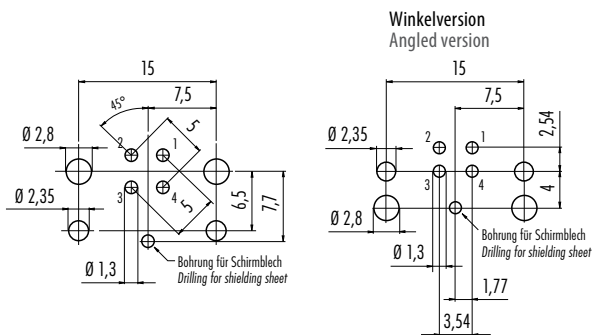 Winkelversion
Angled version
15
7,5
45°
5
2
1
Ø 2,8
3
4
Ø 2,35
5
6,5
7,7
Ø 1,3
Bohrung für Schirmblech
Drilling for shielding sheet
15
7,5
2,54
Ø 2,35
2
1
3
4
4
Ø 2,8
Ø 1,3
Bohrung für Schirmblech
Drilling for shielding sheet
1,77
3,54